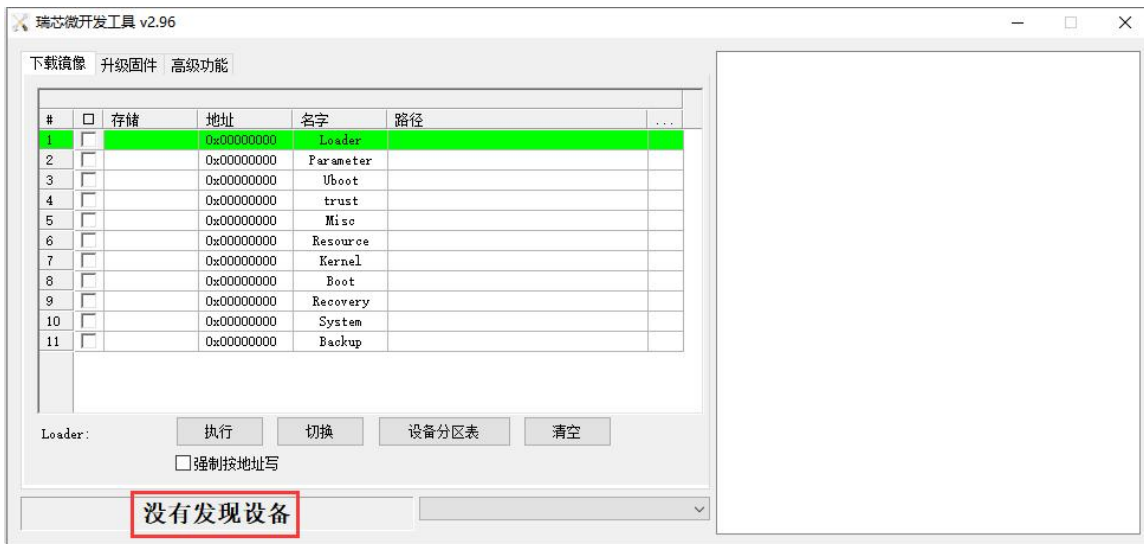 瑞芯微开发工具 v2.96
下载镜像 升级固件 高级功能
# 存储 地址 名字 路径 ...
1 0x00000000 Loader
2 0x00000000 Parameter
3 0x00000000 Uboot
4 0x00000000 trust
5 0x00000000 Misc
6 0x00000000 Resource
7 0x00000000 Kernel
8 0x00000000 Boot
9 0x00000000 Recovery
10 0x00000000 System
11 0x00000000 Backup
Loader: 执行 切换 设备分区表 清空
强制按地址写
没有发现设备